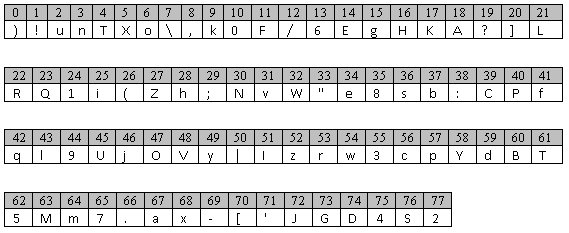 0 1 2 3 4 5 6 7 8 9 10 11 12 13 14 15 16 17 18 19 20 21
) ! u n T X o \ , k 0 F / 6 E g H K A ? ] L
22 23 24 25 26 27 28 29 30 31 32 33 34 35 36 37 38 39 40 41
R Q 1 i ( Z h ; N v W " e 8 s b : C P f
42 43 44 45 46 47 48 49 50 51 52 53 54 55 56 57 58 59 60 61
q l 9 U j O V y | I z r w 3 c p Y d B T
62 63 64 65 66 67 68 69 70 71 72 73 74 75 76 77
5 M m 7 . a x - [ ' J G D 4 S 2